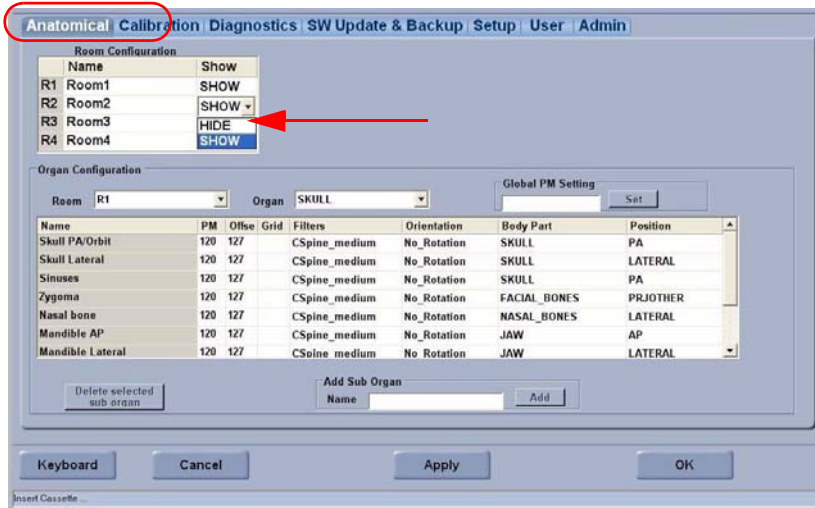 Anatomical Calibration Diagnostics SW Update & Backup Setup User Admin
Room Configuration
Name Show
R1 Room1 SHOW
R2 Room2 SHOW
R3 Room3 HIDE
R4 Room4 SHOW
Organ Configuration
Global PM Setting
Room R1 Organ SKULL Set
Name PM Offse Grid Filters Orientation Body Part Position
Skull PA/Orbit 120 127 CSpine_medium No_Rotation SKULL PA
Skull Lateral 120 127 CSpine_medium No_Rotation SKULL LATERAL
Sinuses 120 127 CSpine_medium No_Rotation SKULL PA
Zygoma 120 127 CSpine_medium No_Rotation FACIAL_BONES PRJOTHER
Nasal bone 120 127 CSpine_medium No_Rotation NASAL_BONES LATERAL
Mandible AP 120 127 CSpine_medium No_Rotation JAW AP
Mandible Lateral 120 127 CSpine_medium No_Rotation JAW LATERAL
Delete selected
sub organ
Add Sub Organ
Name Add
Keyboard Cancel Apply OK
Insert Cassette ...